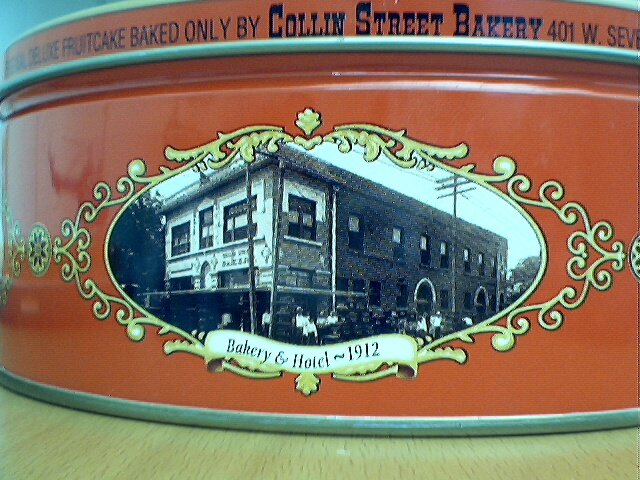 DELUXE FRUITCAKE BAKED ONLY BY COLLIN STREET BAKERY 401 W.
Bakery & Hotel ~ 1912